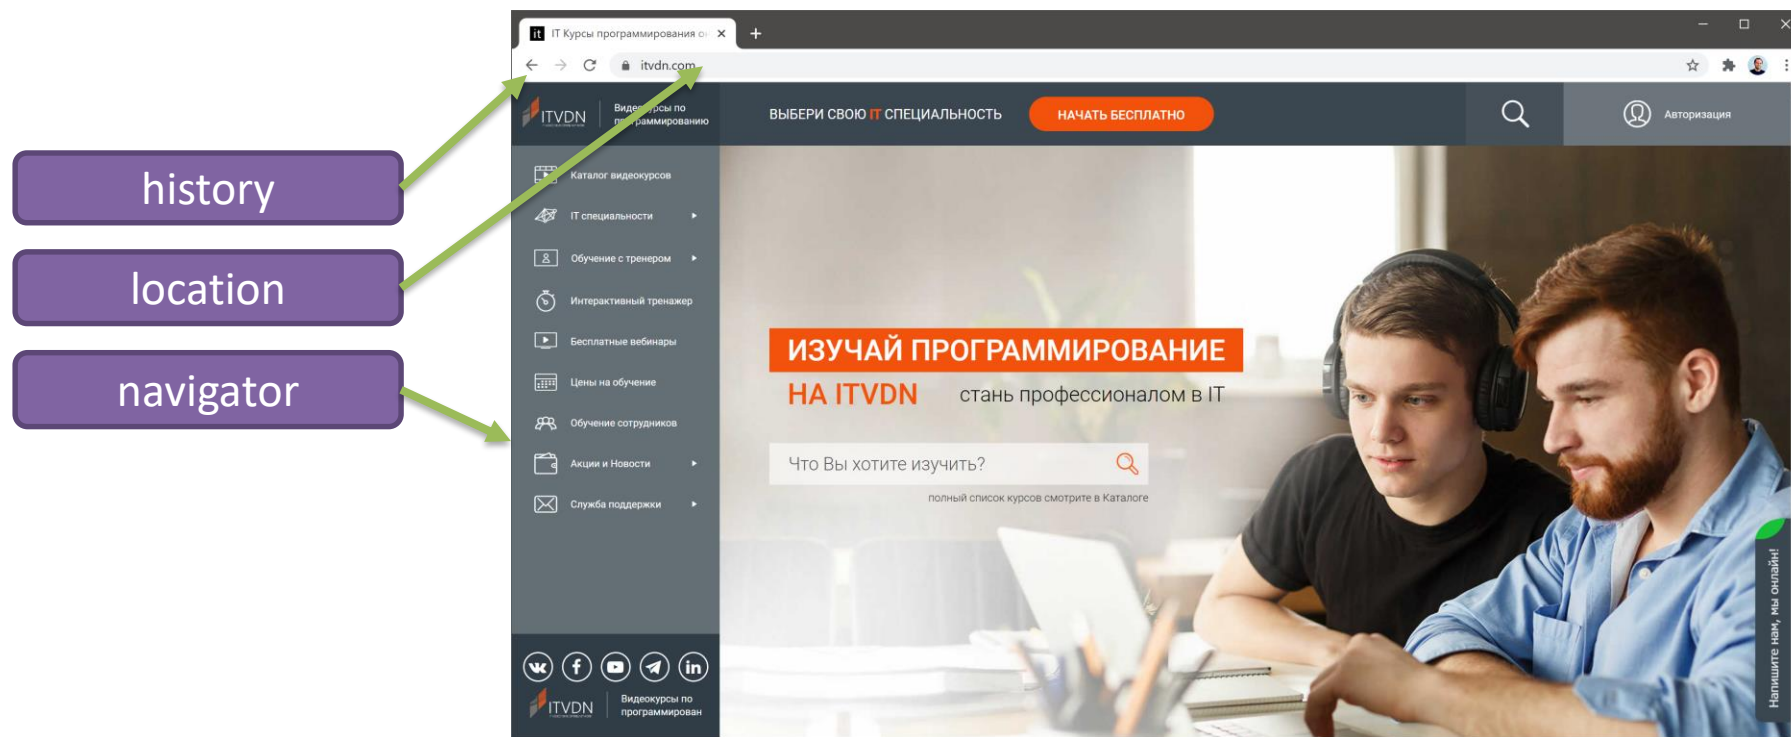 IT Курсы программирования о
itvdn.com
ITVDN
Видеокурсы по
программированию
ВЫБЕРИ СВОЮ IT СПЕЦИАЛЬНОСТЬ
НАЧАТЬ БЕСПЛАТНО
Авторизация
history
location
navigator
Каталог видеокурсов
IT специальности
Обучение с тренером
Интерактивный тренажер
Бесплатные вебинары
Цены на обучение
Обучение сотрудников
Акции и Новости
Служба поддержки
ИЗУЧАЙ ПРОГРАММИРОВАНИЕ
НА ITVDN стань профессионалом в IT
Что Вы хотите изучить?
полный список курсов смотрите в Каталоге
Напишите нам, мы онлайн!
ITVDN
Видеокурсы по
программирован